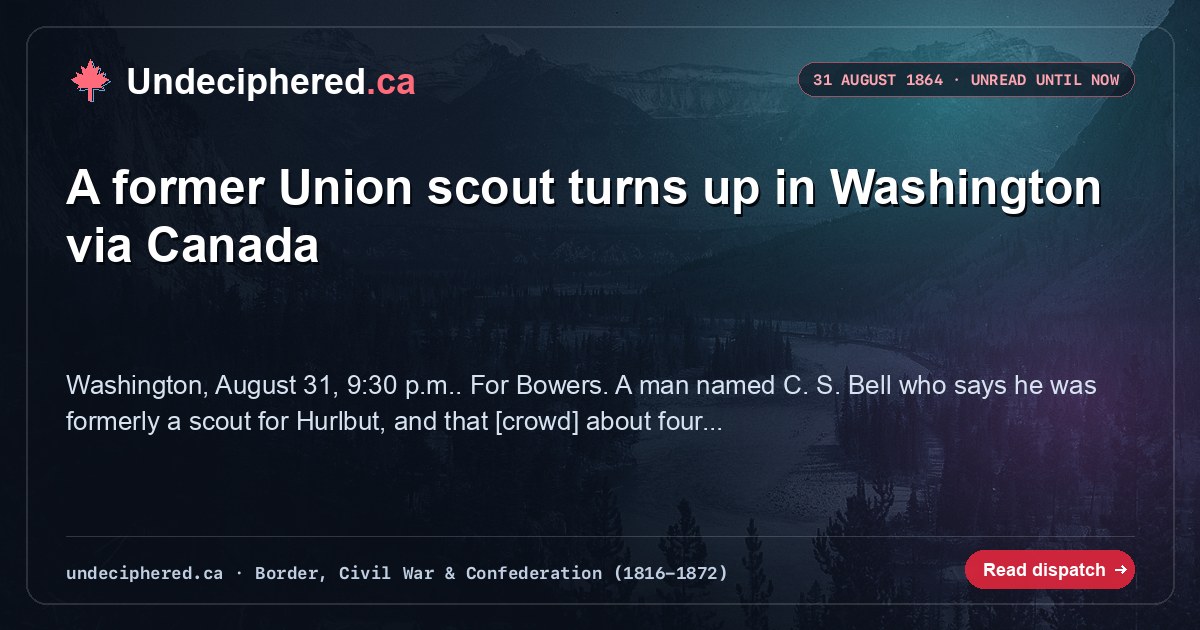 Undeciphered.ca
31 AUGUST 1864 · UNREAD UNTIL NOW
A former Union scout turns up in Washington
via Canada
Washington, August 31, 9:30 p.m.. For Bowers. A man named C. S. Bell who says he was
formerly a scout for Hurlbut, and that [crowd] about four...
undeciphered.ca · Border, Civil War & Confederation (1816–1872)
Read dispatch →